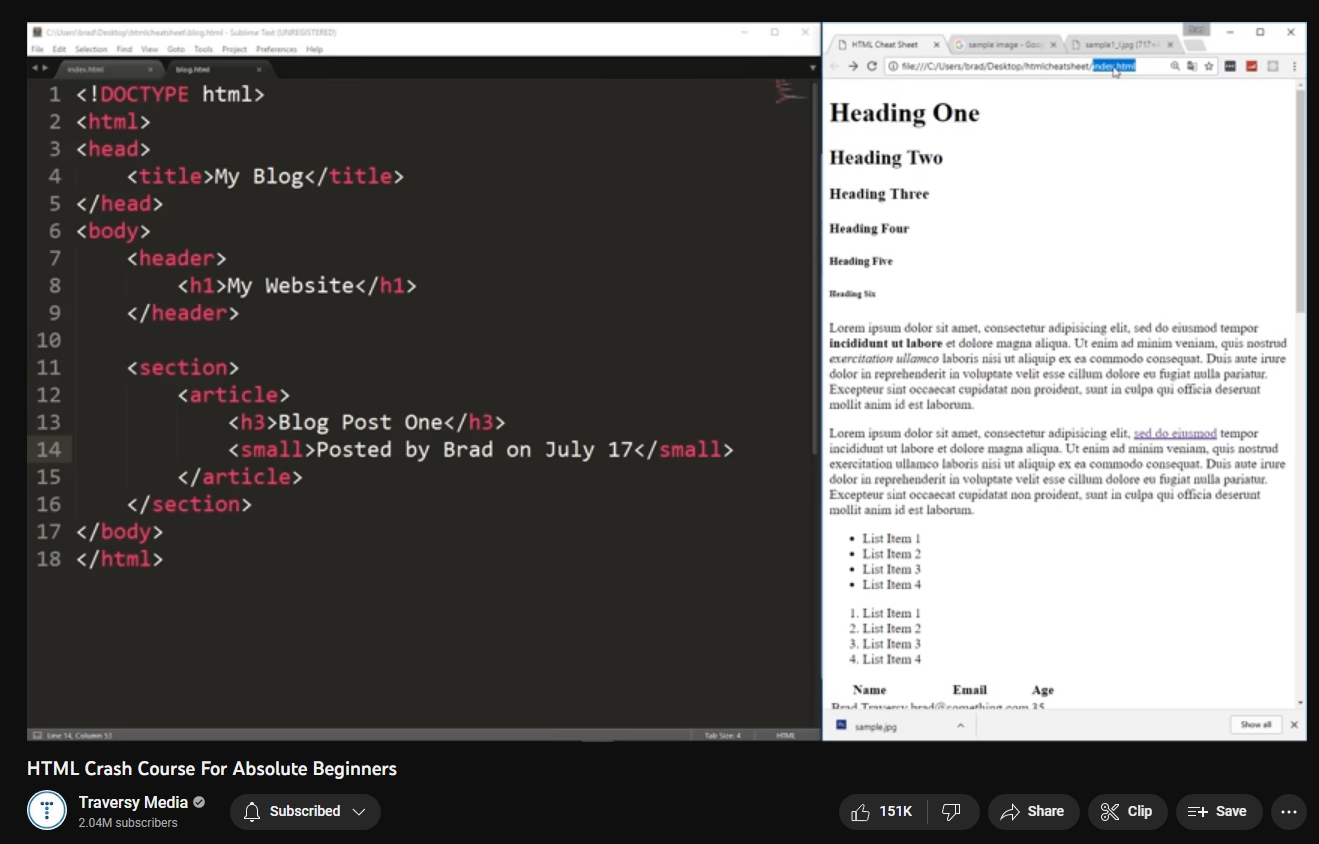 C:\Users\brad\Desktop\htmlcheatsheet\blog.html - Sublime Text (UNREGISTERED)
File Edit Selection Find View Goto Tools Project Preferences Help
index.html blog.html
1 <!DOCTYPE html>
2 <html>
3 <head>
4 <title>My Blog</title>
5 </head>
6 <body>
7 <header>
8 <h1>My Website</h1>
9 </header>
10
11 <section>
12 <article>
13 <h3>Blog Post One</h3>
14 <small>Posted by Brad on July 17</small>
15 </article>
16 </section>
17 </body>
18 </html>
Line 14, Column 53 Tab Size: 4 HTML
HTML Cheat Sheet sample image - Goo
file:///C:/Users/brad/Desktop/htmlcheatsheet/index.html
Heading One
Heading Two
Heading Three
Heading Four
Heading Five
Heading Six
Lorem ipsum dolor sit amet, consectetur adipisicing elit, sed do eiusmod tempor
incididunt ut labore et dolore magna aliqua. Ut enim ad minim veniam, quis nostrud
exercitation ullamco laboris nisi ut aliquip ex ea commodo consequat. Duis aute irure
dolor in reprehenderit in voluptate velit esse cillum dolore eu fugiat nulla pariatur.
Excepteur sint occaecat cupidatat non proident, sunt in culpa qui officia deserunt
mollit anim id est laborum.
Lorem ipsum dolor sit amet, consectetur adipisicing elit, sed do eiusmod tempor
incididunt ut labore et dolore magna aliqua. Ut enim ad minim veniam, quis nostrud
exercitation ullamco laboris nisi ut aliquip ex ea commodo consequat. Duis aute irure
dolor in reprehenderit in voluptate velit esse cillum dolore eu fugiat nulla pariatur.
Excepteur sint occaecat cupidatat non proident, sunt in culpa qui officia deserunt
mollit anim id est laborum.
• List Item 1
• List Item 2
• List Item 3
• List Item 4
1. List Item 1
2. List Item 2
3. List Item 3
4. List Item 4
Name Email Age
Brad Traversy brad@something.com 35
sample.jpg Show all
HTML Crash Course For Absolute Beginners
Traversy Media
2.04M subscribers
Subscribed
151K Share Clip Save